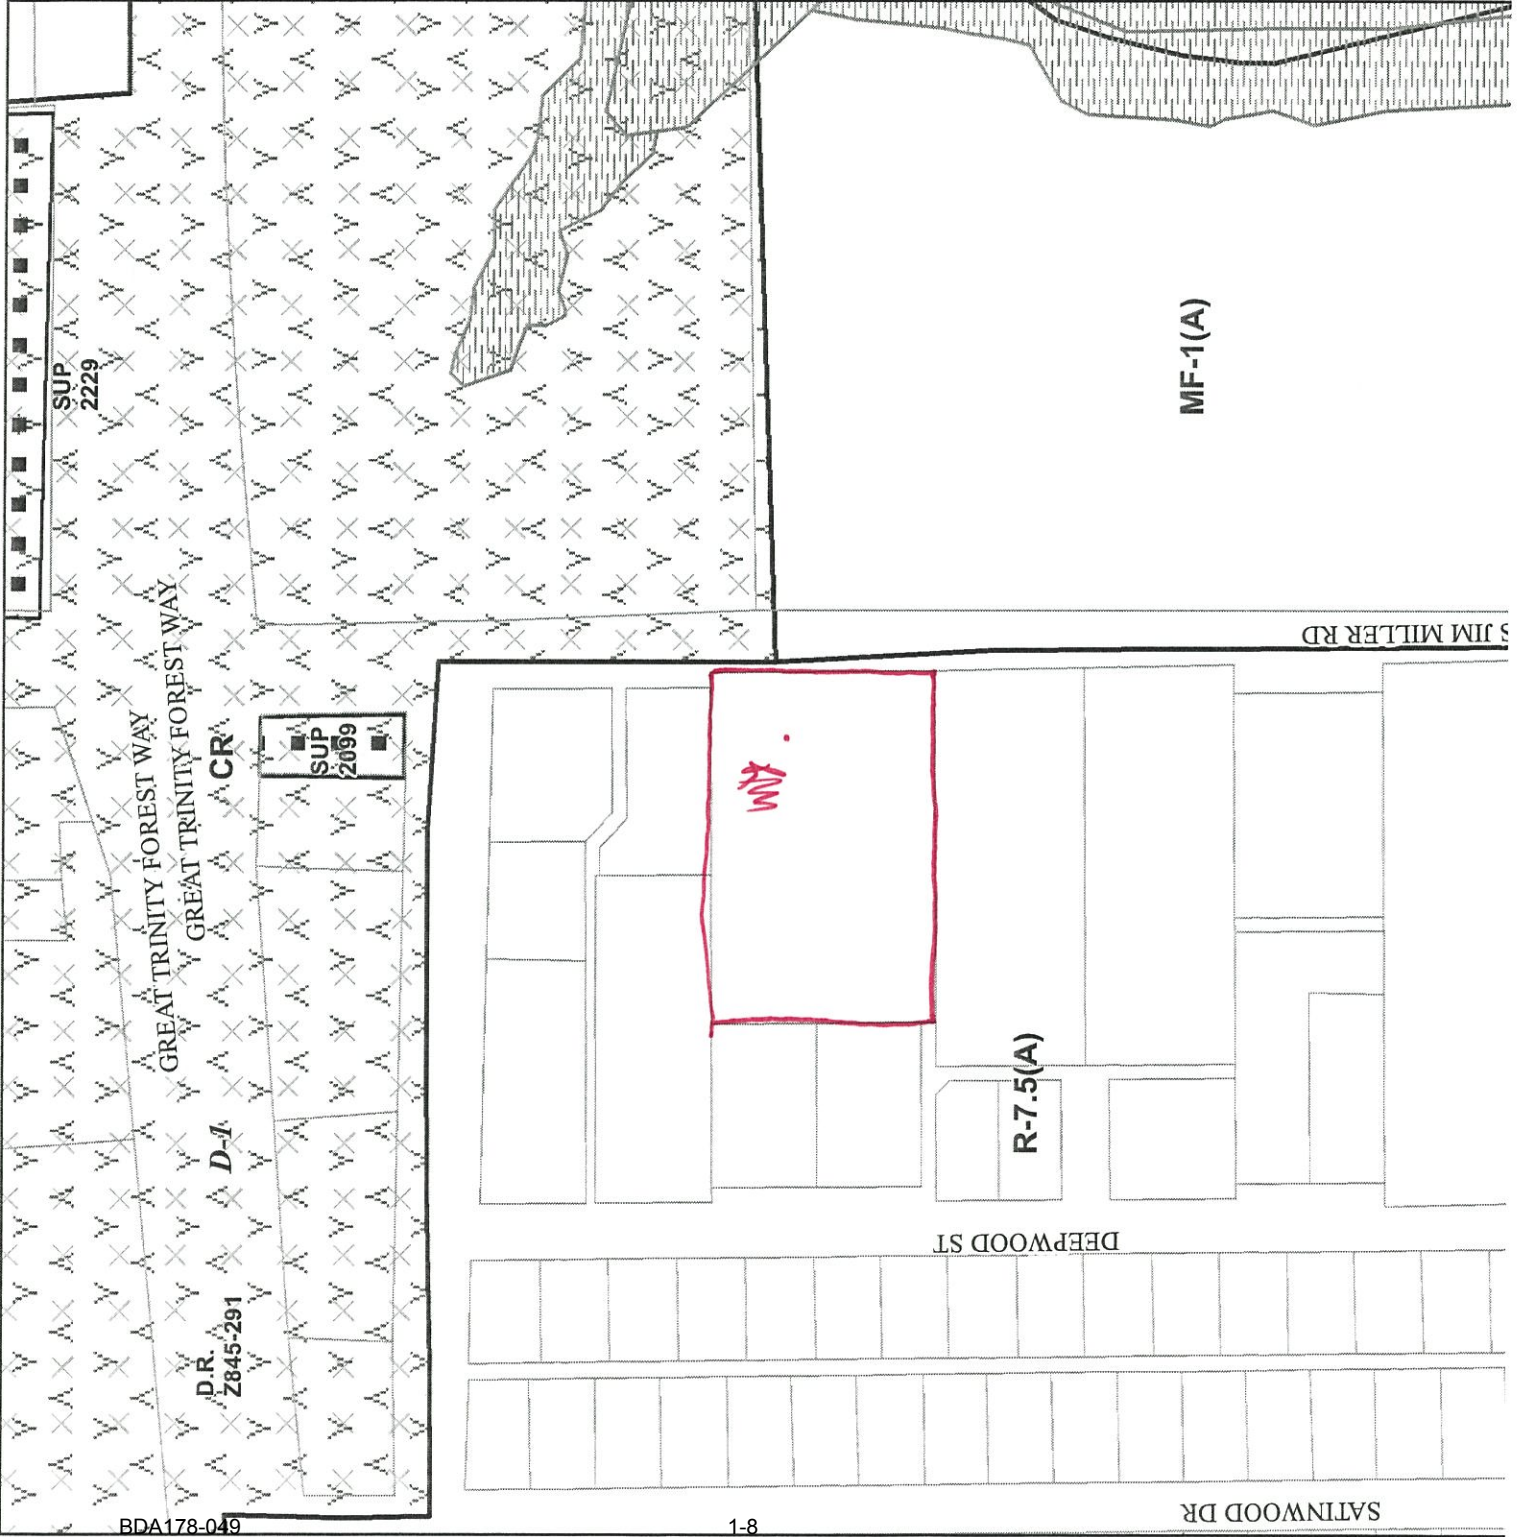 SUP
2229
GREAT TRINITY FOREST WAY
GREAT TRINITY FOREST WAY
CR
SUP
2099
MF-1(A)
S JIM MILLER RD
D-1
D.R.
Z845-291
R-7.5(A)
DEEPWOOD ST
SATINWOOD DR
BDA178-049
1-8